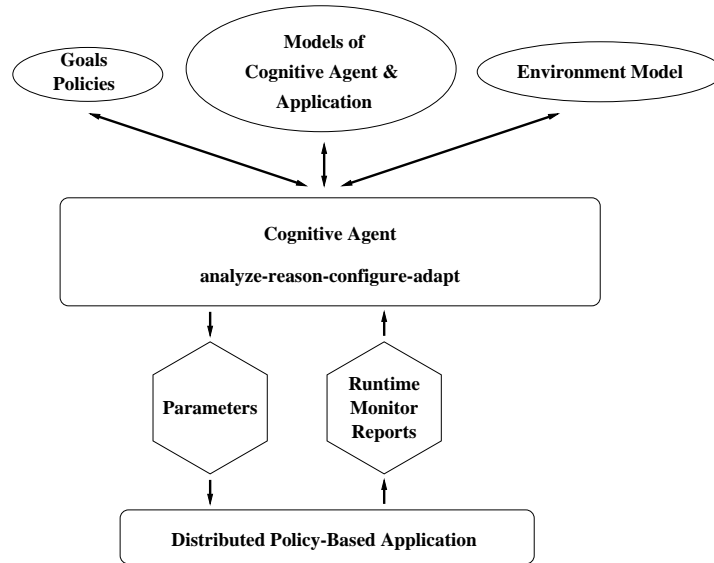 Goals
Policies
Models of
Cognitive Agent &
Application
Environment Model
Cognitive Agent
analyze-reason-configure-adapt
Parameters
Runtime
Monitor
Reports
Distributed Policy-Based Application